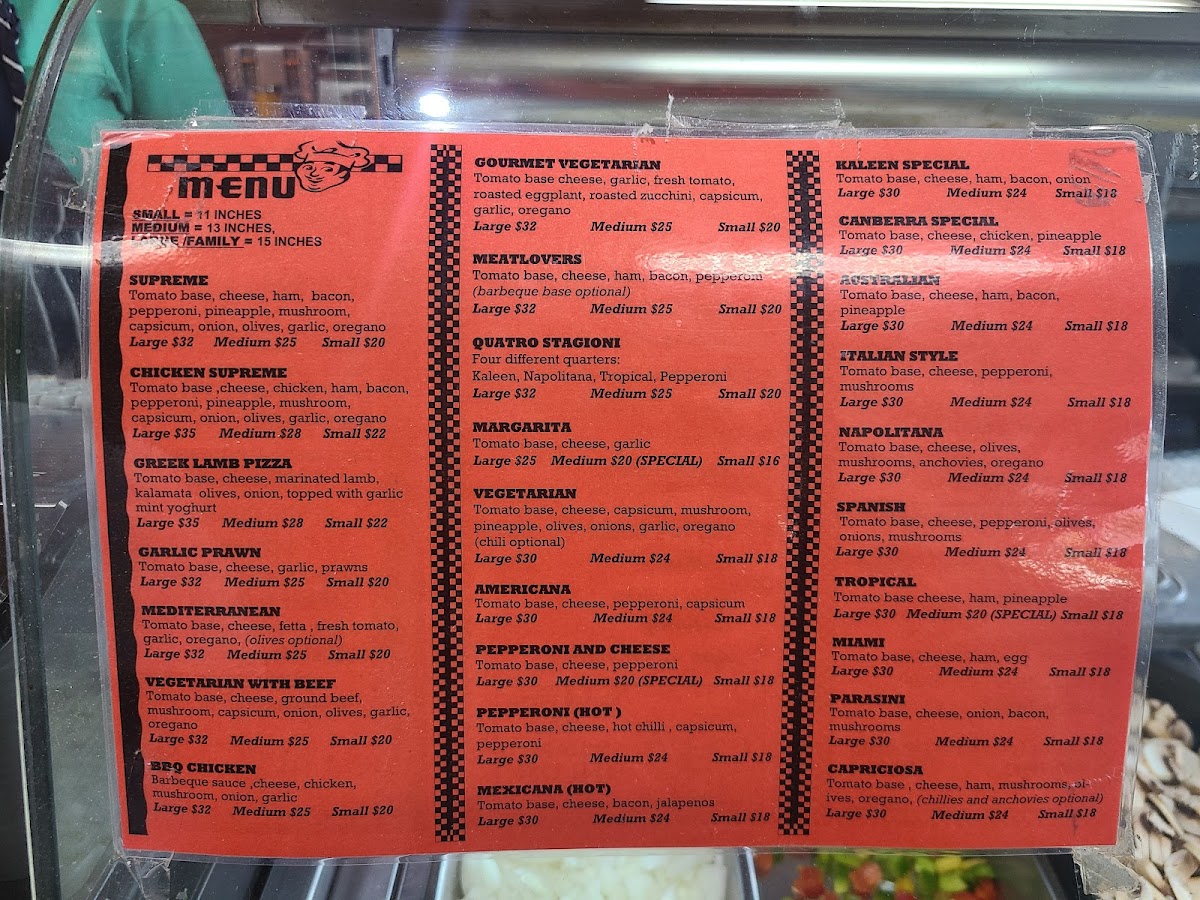 MENU
SMALL = 11 INCHES
MEDIUM = 13 INCHES,
LARGE /FAMILY = 15 INCHES
SUPREME
Tomato base, cheese, ham, bacon,
pepperoni, pineapple, mushroom,
capsicum, onion, olives, garlic, oregano
Large $32 Medium $25 Small $20
CHICKEN SUPREME
Tomato base ,cheese, chicken, ham, bacon,
pepperoni, pineapple, mushroom,
capsicum, onion, olives, garlic, oregano
Large $35 Medium $28 Small $22
GREEK LAMB PIZZA
Tomato base, cheese, marinated lamb,
kalamata olives, onion, topped with garlic
mint yoghurt
Large $35 Medium $28 Small $22
GARLIC PRAWN
Tomato base, cheese, garlic, prawns
Large $32 Medium $25 Small $20
MEDITERRANEAN
Tomato base, cheese, fetta , fresh tomato,
garlic, oregano, (olives optional)
Large $32 Medium $25 Small $20
VEGETARIAN WITH BEEF
Tomato base, cheese, ground beef,
mushroom, capsicum, onion, olives, garlic,
oregano
Large $32 Medium $25 Small $20
BBQ CHICKEN
Barbeque sauce ,cheese, chicken,
mushroom, onion, garlic
Large $32 Medium $25 Small $20
GOURMET VEGETARIAN
Tomato base cheese, garlic, fresh tomato,
roasted eggplant, roasted zucchini, capsicum,
garlic, oregano
Large $32 Medium $25 Small $20
MEATLOVERS
Tomato base, cheese, ham, bacon, pepperoni
(barbeque base optional)
Large $32 Medium $25 Small $20
QUATRO STAGIONI
Four different quarters:
Kaleen, Napolitana, Tropical, Pepperoni
Large $32 Medium $25 Small $20
MARGARITA
Tomato base, cheese, garlic
Large $25 Medium $20 (SPECIAL) Small $16
VEGETARIAN
Tomato base, cheese, capsicum, mushroom,
pineapple, olives, onions, garlic, oregano
(chili optional)
Large $30 Medium $24 Small $18
AMERICANA
Tomato base, cheese, pepperoni, capsicum
Large $30 Medium $24 Small $18
PEPPERONI AND CHEESE
Tomato base, cheese, pepperoni
Large $30 Medium $20 (SPECIAL) Small $18
PEPPERONI (HOT )
Tomato base, cheese, hot chilli , capsicum,
pepperoni
Large $30 Medium $24 Small $18
MEXICANA (HOT)
Tomato base, cheese, bacon, jalapenos
Large $30 Medium $24 Small $18
KALEEN SPECIAL
Tomato base, cheese, ham, bacon, onion
Large $30 Medium $24 Small $18
CANBERRA SPECIAL
Tomato base, cheese, chicken, pineapple
Large $30 Medium $24 Small $18
AUSTRALIAN
Tomato base, cheese, ham, bacon,
pineapple
Large $30 Medium $24 Small $18
ITALIAN STYLE
Tomato base, cheese, pepperoni,
mushrooms
Large $30 Medium $24 Small $18
NAPOLITANA
Tomato base, cheese, olives,
mushrooms, anchovies, oregano
Large $30 Medium $24 Small $18
SPANISH
Tomato base, cheese, pepperoni, olives,
onions, mushrooms
Large $30 Medium $24 Small $18
TROPICAL
Tomato base cheese, ham, pineapple
Large $30 Medium $20 (SPECIAL) Small $18
MIAMI
Tomato base, cheese, ham, egg
Large $30 Medium $24 Small $18
PARASINI
Tomato base, cheese, onion, bacon,
mushrooms
Large $30 Medium $24 Small $18
CAPRICIOSA
Tomato base , cheese, ham, mushrooms, ol-
ives, oregano, (chillies and anchovies optional)
Large $30 Medium $24 Small $18